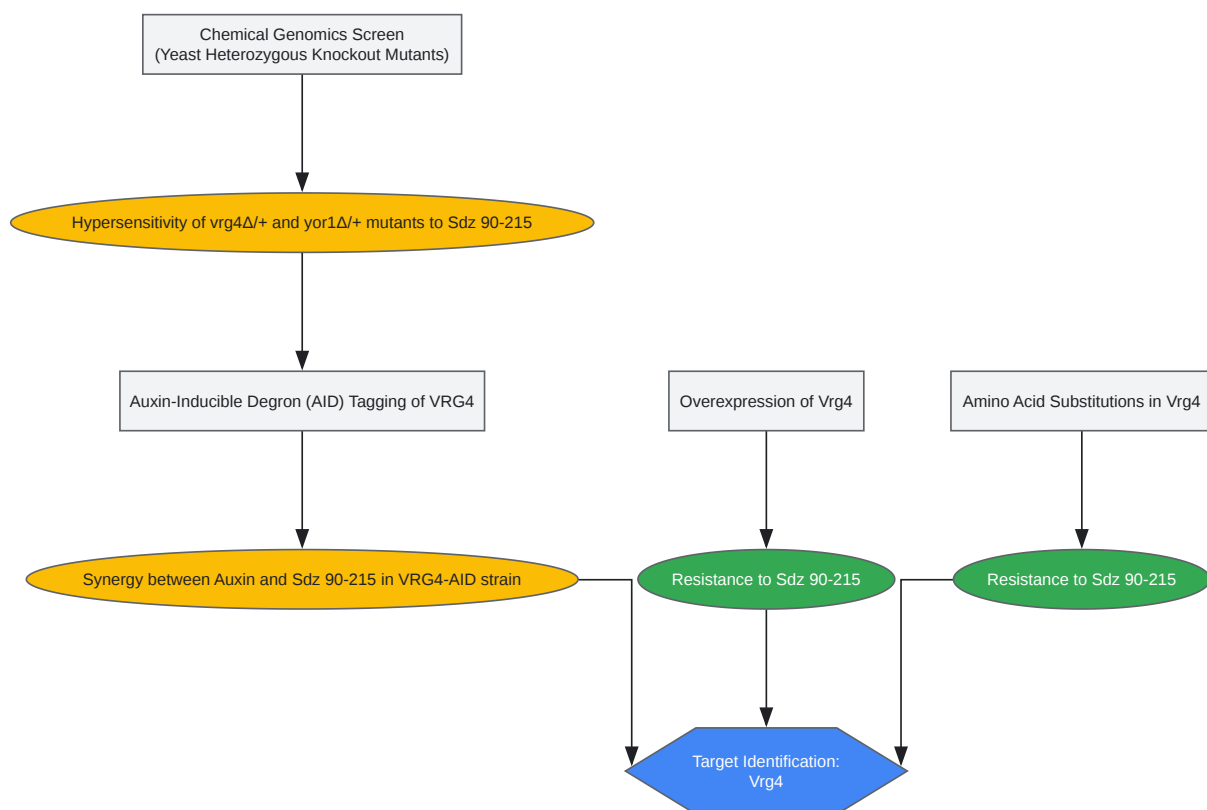 Chemical Genomics Screen
(Yeast Heterozygous Knockout Mutants)
Hypersensitivity of vrg4Δ/+ and yor1Δ/+ mutants to Sdz 90-215
Auxin-Inducible Degron (AID) Tagging of VRG4
Overexpression of Vrg4
Amino Acid Substitutions in Vrg4
Synergy between Auxin and Sdz 90-215 in VRG4-AID strain
Resistance to Sdz 90-215
Resistance to Sdz 90-215
Target Identification:
Vrg4